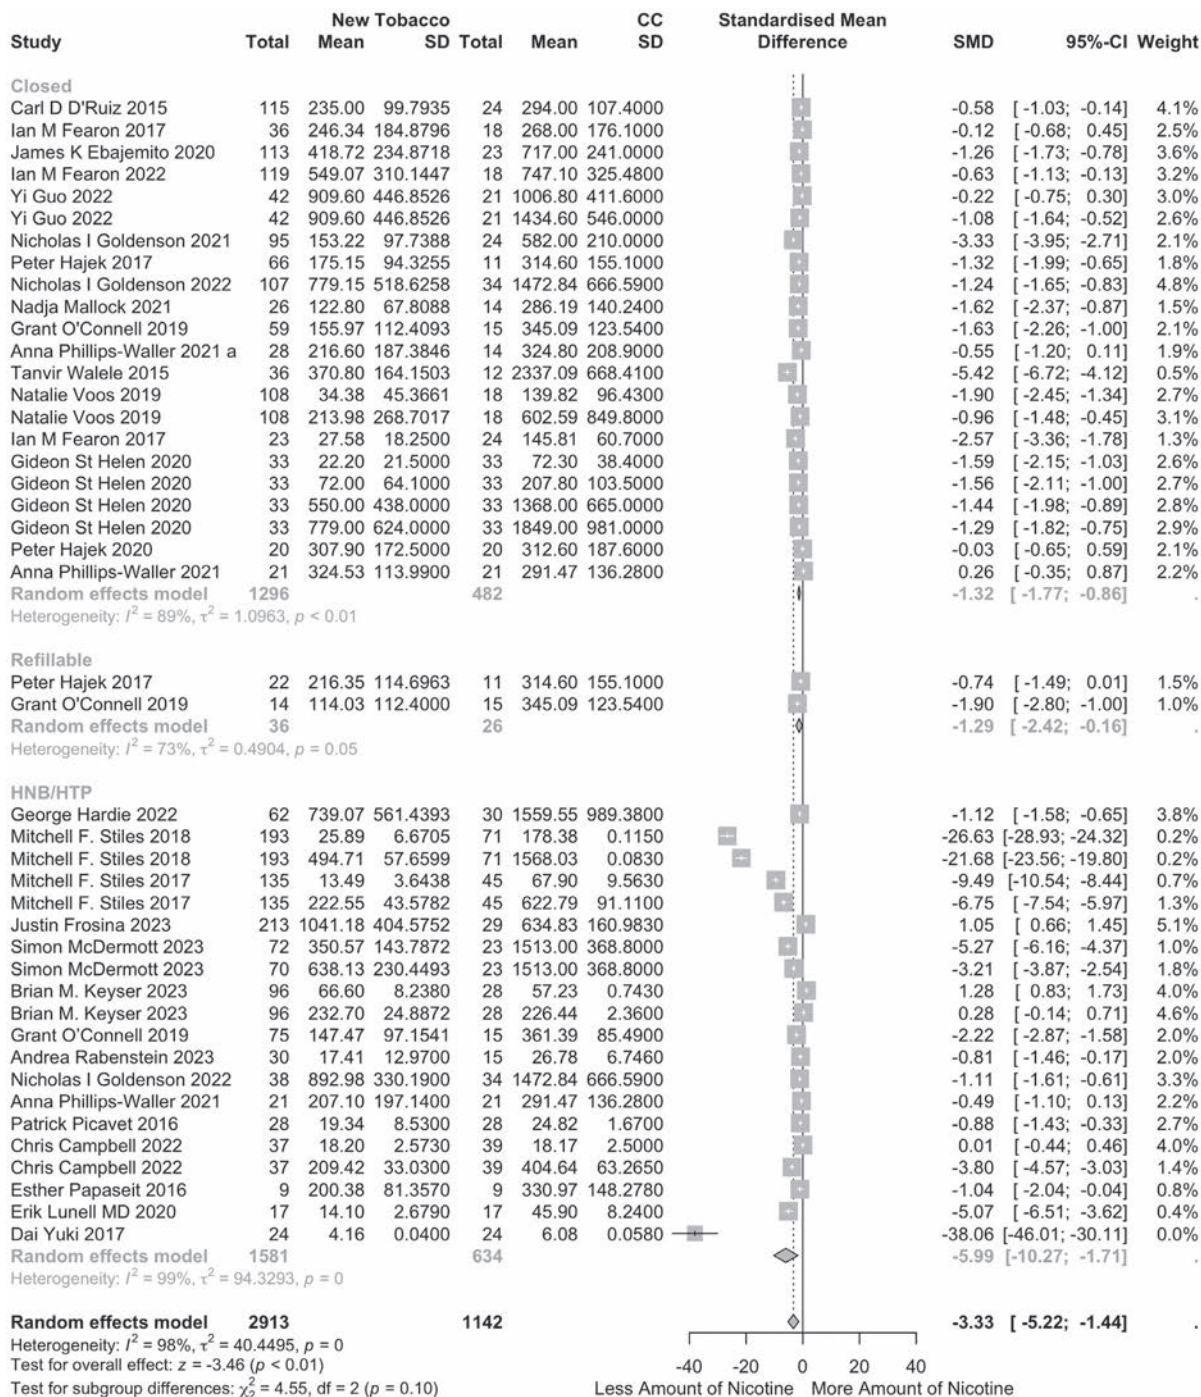 New Tobacco CC Standardised Mean
Study Total Mean SD Total Mean SD Difference SMD 95%-CI Weight
Closed
Carl D D'Ruiz 2015 115 235.00 99.7935 24 294.00 107.4000 -0.58 [ -1.03; -0.14] 4.1%
Ian M Fearon 2017 36 246.34 184.8796 18 268.00 176.1000 -0.12 [ -0.68; 0.45] 2.5%
James K Ebajemito 2020 113 418.72 234.8718 23 717.00 241.0000 -1.26 [ -1.73; -0.78] 3.6%
Ian M Fearon 2022 119 549.07 310.1447 18 747.10 325.4800 -0.63 [ -1.13; -0.13] 3.2%
Yi Guo 2022 42 909.60 446.8526 21 1006.80 411.6000 -0.22 [ -0.75; 0.30] 3.0%
Yi Guo 2022 42 909.60 446.8526 21 1434.60 546.0000 -1.08 [ -1.64; -0.52] 2.6%
Nicholas I Goldenson 2021 95 153.22 97.7388 24 582.00 210.0000 -3.33 [ -3.95; -2.71] 2.1%
Peter Hajek 2017 66 175.15 94.3255 11 314.60 155.1000 -1.32 [ -1.99; -0.65] 1.8%
Nicholas I Goldenson 2022 107 779.15 518.6258 34 1472.84 666.5900 -1.24 [ -1.65; -0.83] 4.8%
Nadja Mallock 2021 26 122.80 67.8088 14 286.19 140.2400 -1.62 [ -2.37; -0.87] 1.4%
Grant O'Connell 2019 59 155.97 112.4093 15 345.09 123.5400 -1.63 [ -2.26; -1.00] 2.1%
Anna Phillips-Waller 2021 a 28 216.60 187.3846 14 324.80 208.9000 -0.55 [ -1.20; 0.11] 1.9%
Tanvir Walele 2015 36 370.80 164.1503 12 2337.09 668.4100 -5.42 [ -6.72; -4.12] 0.5%
Natalie Voos 2019 108 34.38 45.3661 18 139.82 96.4300 -1.90 [ -2.45; -1.34] 2.6%
Natalie Voos 2019 108 213.98 268.7017 18 602.59 849.8000 -0.96 [ -1.48; -0.45] 3.1%
Ian M Fearon 2017 23 27.58 18.2500 24 145.81 60.7000 -2.57 [ -3.36; -1.78] 1.3%
Gideon St Helen 2020 33 22.20 21.5000 33 72.30 38.4000 -1.59 [ -2.15; -1.03] 2.6%
Gideon St Helen 2020 33 72.00 64.1000 33 207.80 103.5000 -1.56 [ -2.11; -1.00] 2.7%
Gideon St Helen 2020 33 550.00 438.0000 33 1368.00 665.0000 -1.44 [ -1.98; -0.89] 2.8%
Gideon St Helen 2020 33 779.00 624.0000 33 1849.00 981.0000 -1.29 [ -1.82; -0.75] 2.9%
Peter Hajek 2020 20 307.90 172.5000 20 312.60 187.6000 -0.03 [ -0.65; 0.59] 2.1%
Anna Phillips-Waller 2021 21 324.53 113.9900 21 291.47 136.2800 0.26 [ -0.35; 0.87] 2.2%
Random effects model 1296 482 -1.32 [ -1.77; -0.86] .
Heterogeneity: I² = 89%, τ² = 1.0963, p < 0.01
Refillable
Peter Hajek 2017 22 216.35 114.6963 11 314.60 155.1000 -0.74 [ -1.49; 0.01] 1.5%
Grant O'Connell 2019 14 114.03 112.4000 15 345.09 123.5400 -1.90 [ -2.80; -1.00] 1.0%
Random effects model 36 26 -1.29 [ -2.42; -0.16] .
Heterogeneity: I² = 73%, τ² = 0.4904, p = 0.05
HNB/HTP
George Hardie 2022 62 739.07 561.4393 30 1559.55 989.3800 -1.12 [ -1.58; -0.65] 3.8%
Mitchell F. Stiles 2018 193 25.89 6.6705 71 178.38 0.1150 -26.63 [-28.93; -24.32] 0.2%
Mitchell F. Stiles 2018 193 494.71 57.6599 71 1568.03 0.0830 -21.68 [-23.56; -19.80] 0.2%
Mitchell F. Stiles 2017 135 13.49 3.6438 45 67.90 9.5630 -9.49 [-10.54; -8.44] 0.7%
Mitchell F. Stiles 2017 135 222.55 43.5782 45 622.79 91.1100 -6.75 [ -7.54; -5.97] 1.3%
Justin Frosina 2023 213 1041.18 404.5752 29 634.83 160.9830 1.05 [ 0.66; 1.45] 5.1%
Simon McDermott 2023 72 350.57 143.7872 23 1513.00 368.8000 -5.27 [ -6.16; -4.37] 1.0%
Simon McDermott 2023 70 638.13 230.4493 23 1513.00 368.8000 -3.21 [ -3.87; -2.54] 1.8%
Brian M. Keyser 2023 96 66.60 8.2380 28 57.23 0.7430 1.28 [ 0.83; 1.73] 4.0%
Brian M. Keyser 2023 96 232.70 24.8872 28 226.44 2.3600 0.28 [ -0.14; 0.71] 4.6%
Grant O'Connell 2019 75 147.47 97.1541 15 361.39 85.4900 -2.22 [ -2.87; -1.58] 2.0%
Andrea Rabenstein 2023 30 17.41 12.9700 15 26.78 6.7460 -0.81 [ -1.46; -0.17] 2.0%
Nicholas I Goldenson 2022 38 892.98 330.1900 34 1472.84 666.5900 -1.11 [ -1.61; -0.61] 3.3%
Anna Phillips-Waller 2021 21 207.10 197.1400 21 291.47 136.2800 -0.49 [ -1.10; 0.13] 2.2%
Patrick Picavet 2016 28 19.34 8.5300 28 24.82 1.6700 -0.88 [ -1.43; -0.33] 2.7%
Chris Campbell 2022 37 18.20 2.5730 39 18.17 2.5000 0.01 [ -0.44; 0.46] 4.0%
Chris Campbell 2022 37 209.42 33.0300 39 404.64 63.2650 -3.80 [ -4.57; -3.03] 1.4%
Esther Papaseit 2016 9 200.38 81.3570 9 330.97 148.2780 -1.04 [ -2.04; -0.04] 0.8%
Erik Lunell MD 2020 17 14.10 2.6790 17 45.90 8.2400 -5.07 [ -6.51; -3.62] 0.4%
Dai Yuki 2017 24 4.16 0.0400 24 6.08 0.0580 -38.06 [-46.01; -30.11] 0.0%
Random effects model 1581 634 -5.99 [-10.27; -1.71] .
Heterogeneity: I² = 99%, τ² = 94.3293, p = 0
Random effects model 2913 1142 -3.33 [ -5.22; -1.44] .
Heterogeneity: I² = 98%, τ² = 40.4495, p = 0
Test for overall effect: z = -3.46 (p < 0.01)
-40 -20 0 20 40
Test for subgroup differences: χ²₂ = 4.55, df = 2 (p = 0.10) Less Amount of Nicotine More Amount of Nicotine